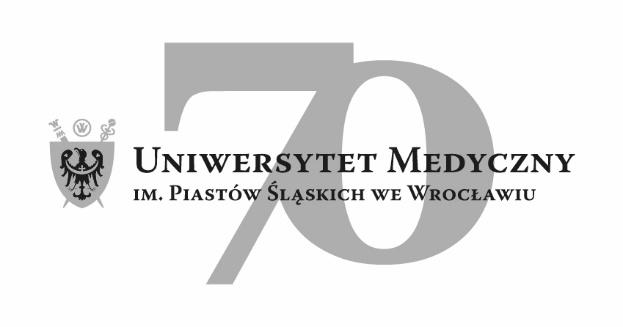 70
UNIWERSYTET MEDYCZNY
IM. PIASTÓW ŚLĄSKICH WE WROCŁAWIU